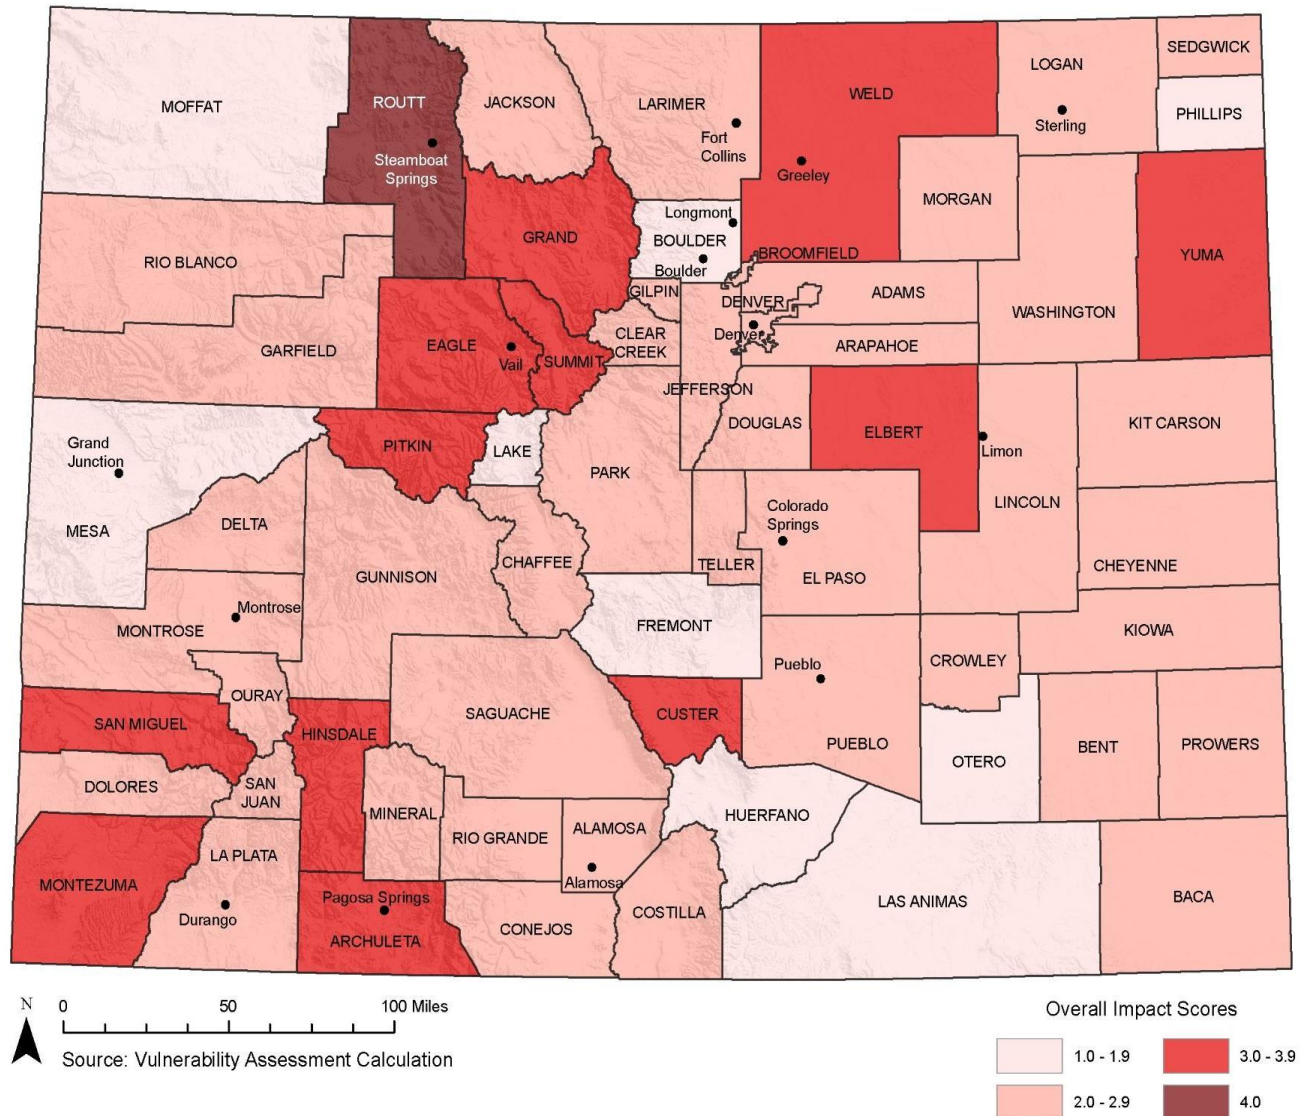 SEDGWICK
LOGAN
MOFFAT
ROUTT
JACKSON
LARIMER
WELD
PHILLIPS
Sterling
Fort
Collins
Steamboat
Springs
Greeley
MORGAN
Longmont
GRAND
BOULDER
BROOMFIELD
YUMA
RIO BLANCO
Boulder
GILPIN
DENVER
ADAMS
WASHINGTON
CLEAR
CREEK
Denver
ARAPAHOE
GARFIELD
EAGLE
Vail
SUMMIT
JEFFERSON
DOUGLAS
ELBERT
KIT CARSON
Grand
Junction
PITKIN
LAKE
Limon
PARK
LINCOLN
MESA
DELTA
Colorado
Springs
CHAFFEE
TELLER
CHEYENNE
GUNNISON
EL PASO
Montrose
MONTROSE
FREMONT
KIOWA
CROWLEY
Pueblo
OURAY
SAGUACHE
CUSTER
SAN MIGUEL
HINSDALE
PUEBLO
BENT
PROWERS
OTERO
DOLORES
SAN
JUAN
MINERAL
HUERFANO
RIO GRANDE
ALAMOSA
LA PLATA
MONTEZUMA
Alamosa
Pagosa Springs
LAS ANIMAS
BACA
Durango
COSTILLA
CONEJOS
ARCHULETA
N
0 50 100 Miles
Source: Vulnerability Assessment Calculation
Overall Impact Scores
1.0 - 1.9 3.0 - 3.9
2.0 - 2.9 4.0